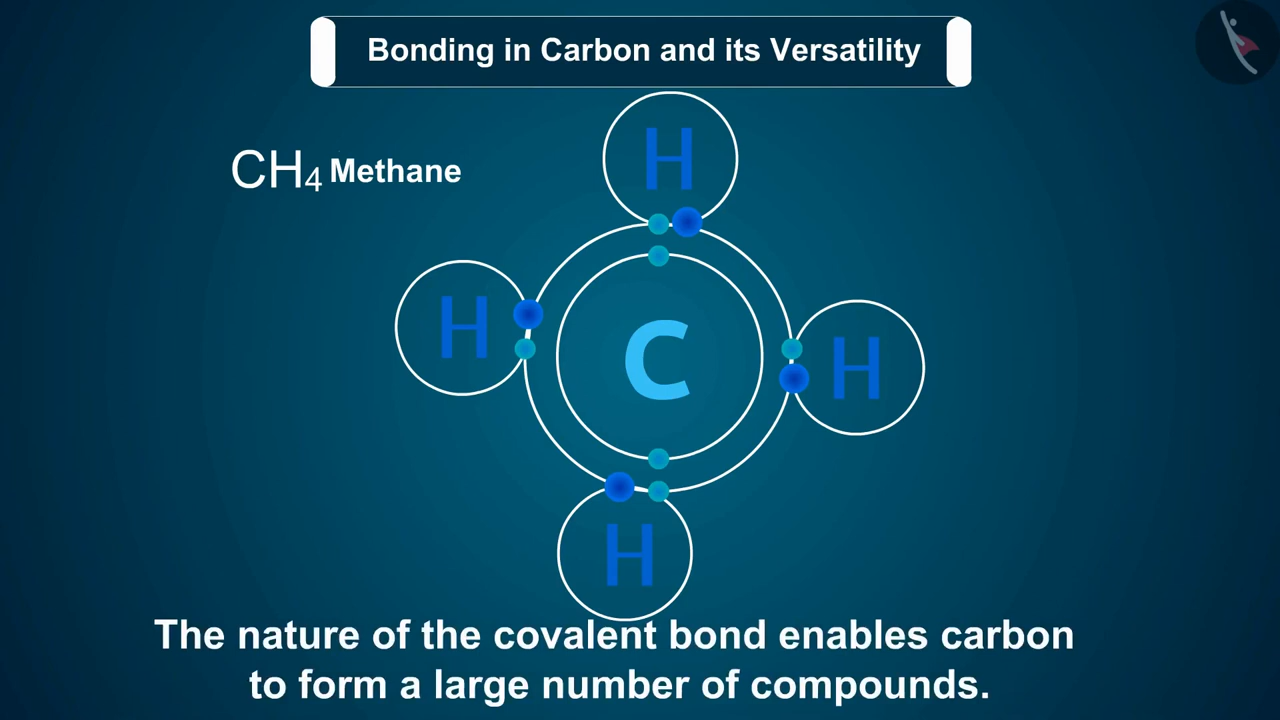 Bonding in Carbon and its Versatility
CH₄ Methane
H
H
C
H
H
The nature of the covalent bond enables carbon
to form a large number of compounds.